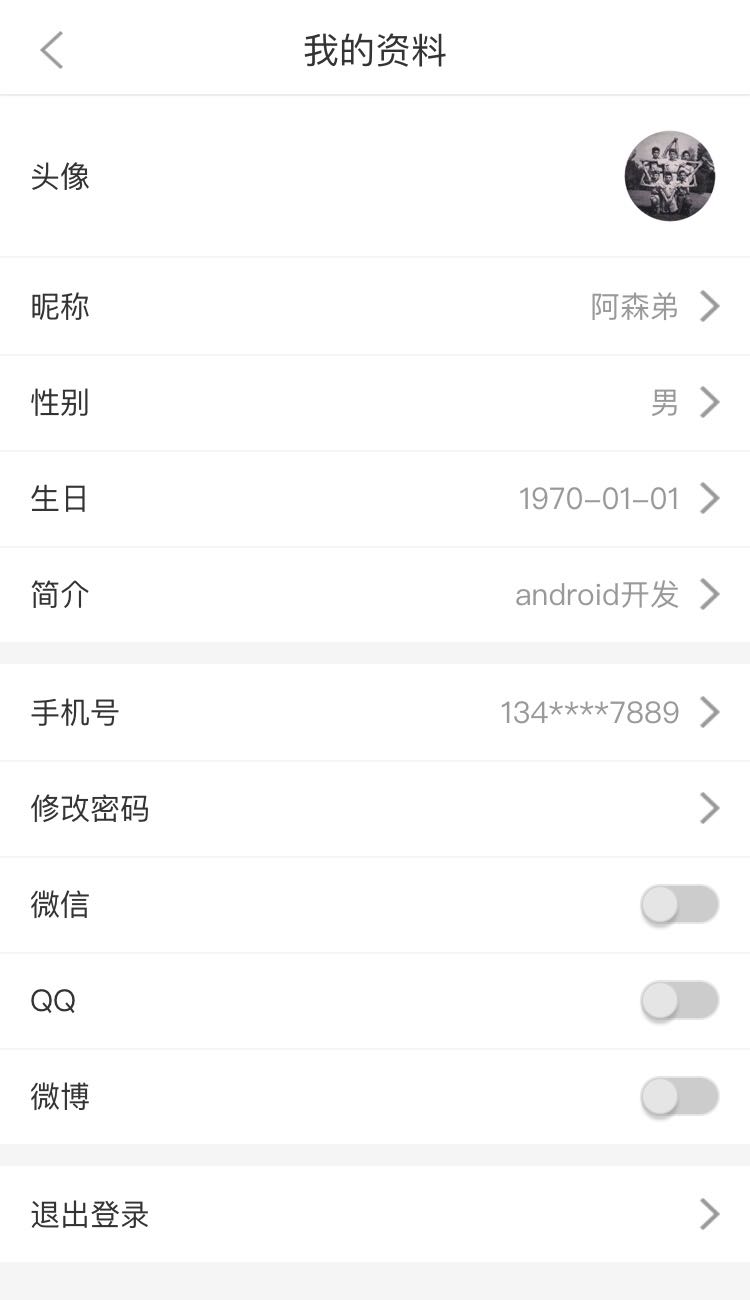 我的资料
头像
昵称 阿森弟
性别 男
生日 1970-01-01
简介 android开发
手机号 134****7889
修改密码
微信
QQ
微博
退出登录